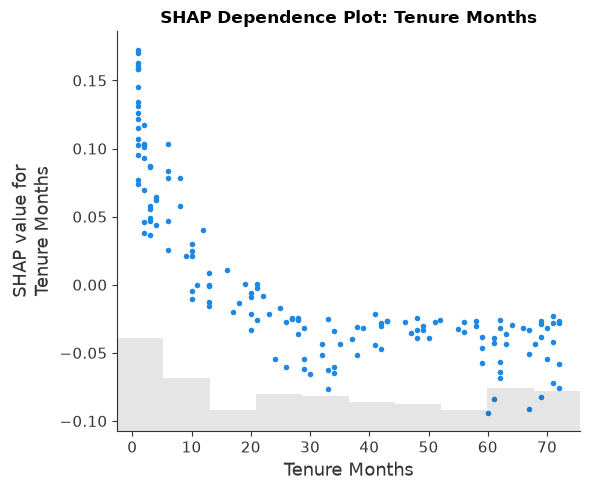 SHAP Dependence Plot: Tenure Months
SHAP value for
Tenure Months
0.15
0.10
0.05
0.00
−0.05
−0.10
0 10 20 30 40 50 60 70
Tenure Months